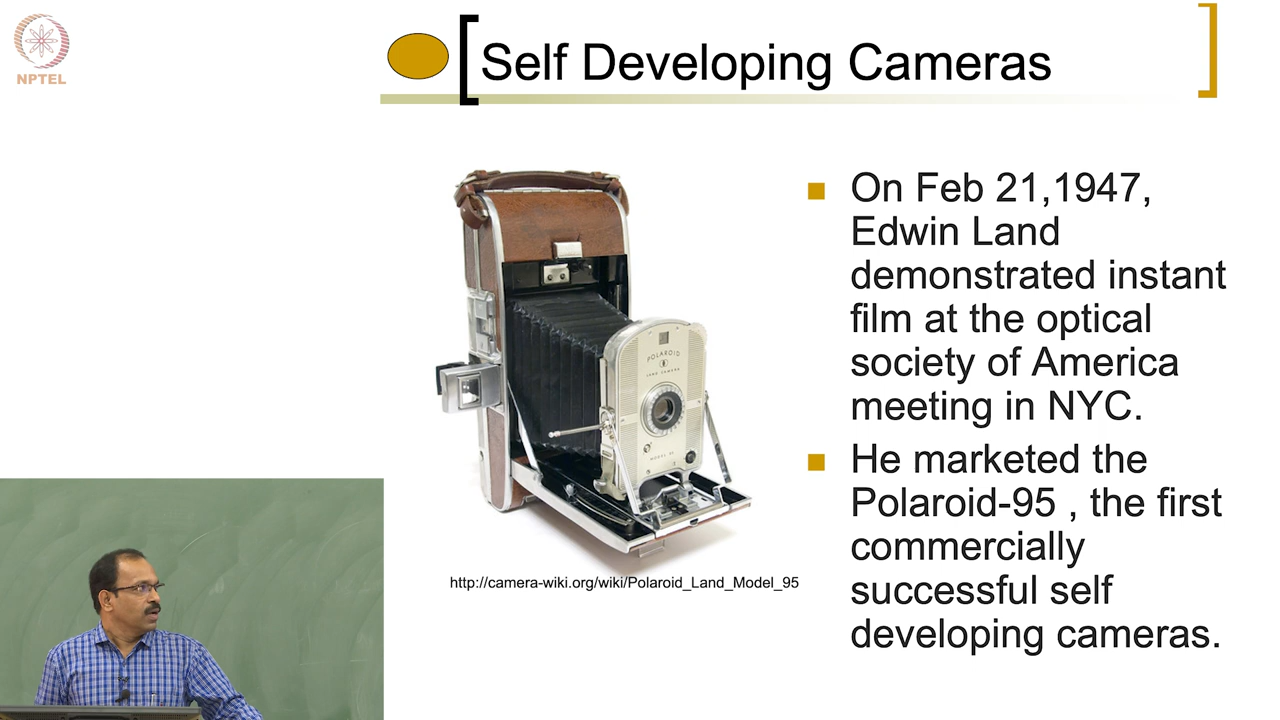 NPTEL
Self Developing Cameras
On Feb 21,1947,
Edwin Land
demonstrated instant
film at the optical
society of America
meeting in NYC.
He marketed the
Polaroid-95 , the first
commercially
successful self
developing cameras.
POLAROID
LAND CAMERA
http://camera-wiki.org/wiki/Polaroid_Land_Model_95